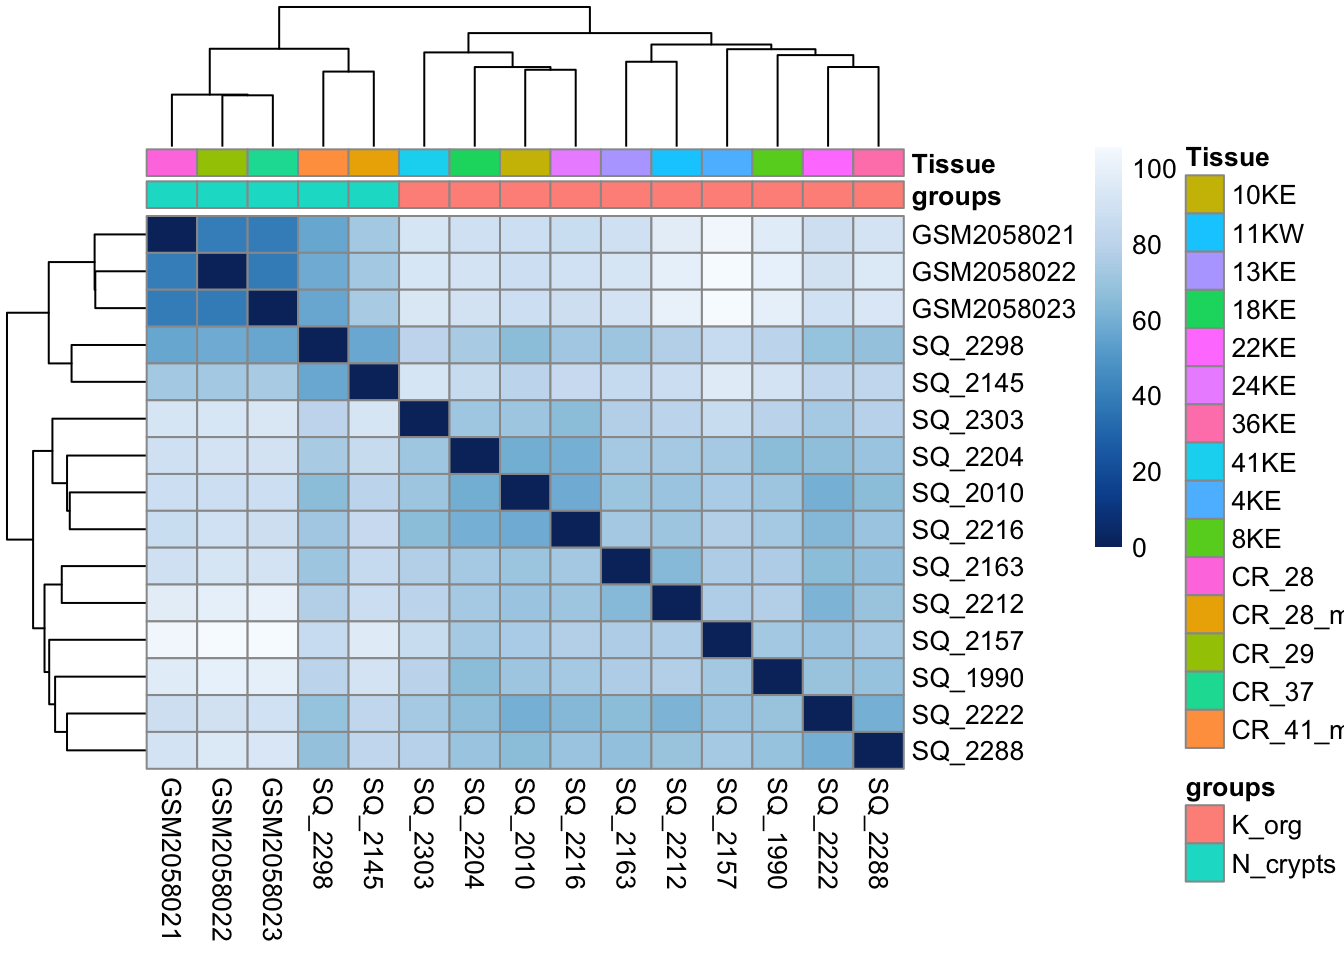 Tissue
groups
GSM2058021
GSM2058022
GSM2058023
SQ_2298
SQ_2145
SQ_2303
SQ_2204
SQ_2010
SQ_2216
SQ_2163
SQ_2212
SQ_2157
SQ_1990
SQ_2222
SQ_2288
GSM2058021
GSM2058022
GSM2058023
SQ_2298
SQ_2145
SQ_2303
SQ_2204
SQ_2010
SQ_2216
SQ_2163
SQ_2212
SQ_2157
SQ_1990
SQ_2222
SQ_2288
100
80
60
40
20
0
Tissue
10KE
11KW
13KE
18KE
22KE
24KE
36KE
41KE
4KE
8KE
CR_28
CR_28_m
CR_29
CR_37
CR_41_m
groups
K_org
N_crypts